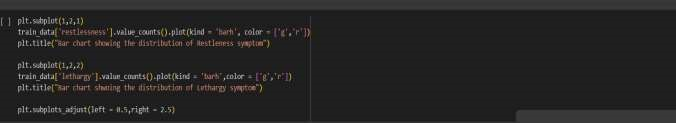 [ ] plt.subplot(1,2,1)
train_data['restlessness'].value_counts().plot(kind = 'barh', color = ['g','r'])
plt.title("Bar chart showing the distribution of Restleness symptom")
plt.subplot(1,2,2)
train_data['lethargy'].value_counts().plot(kind = 'barh',color = ['g','r'])
plt.title("Bar chart shwoing the distribution of Lethargy symptom")
plt.subplots_adjust(left = 0.5,right = 2.5)